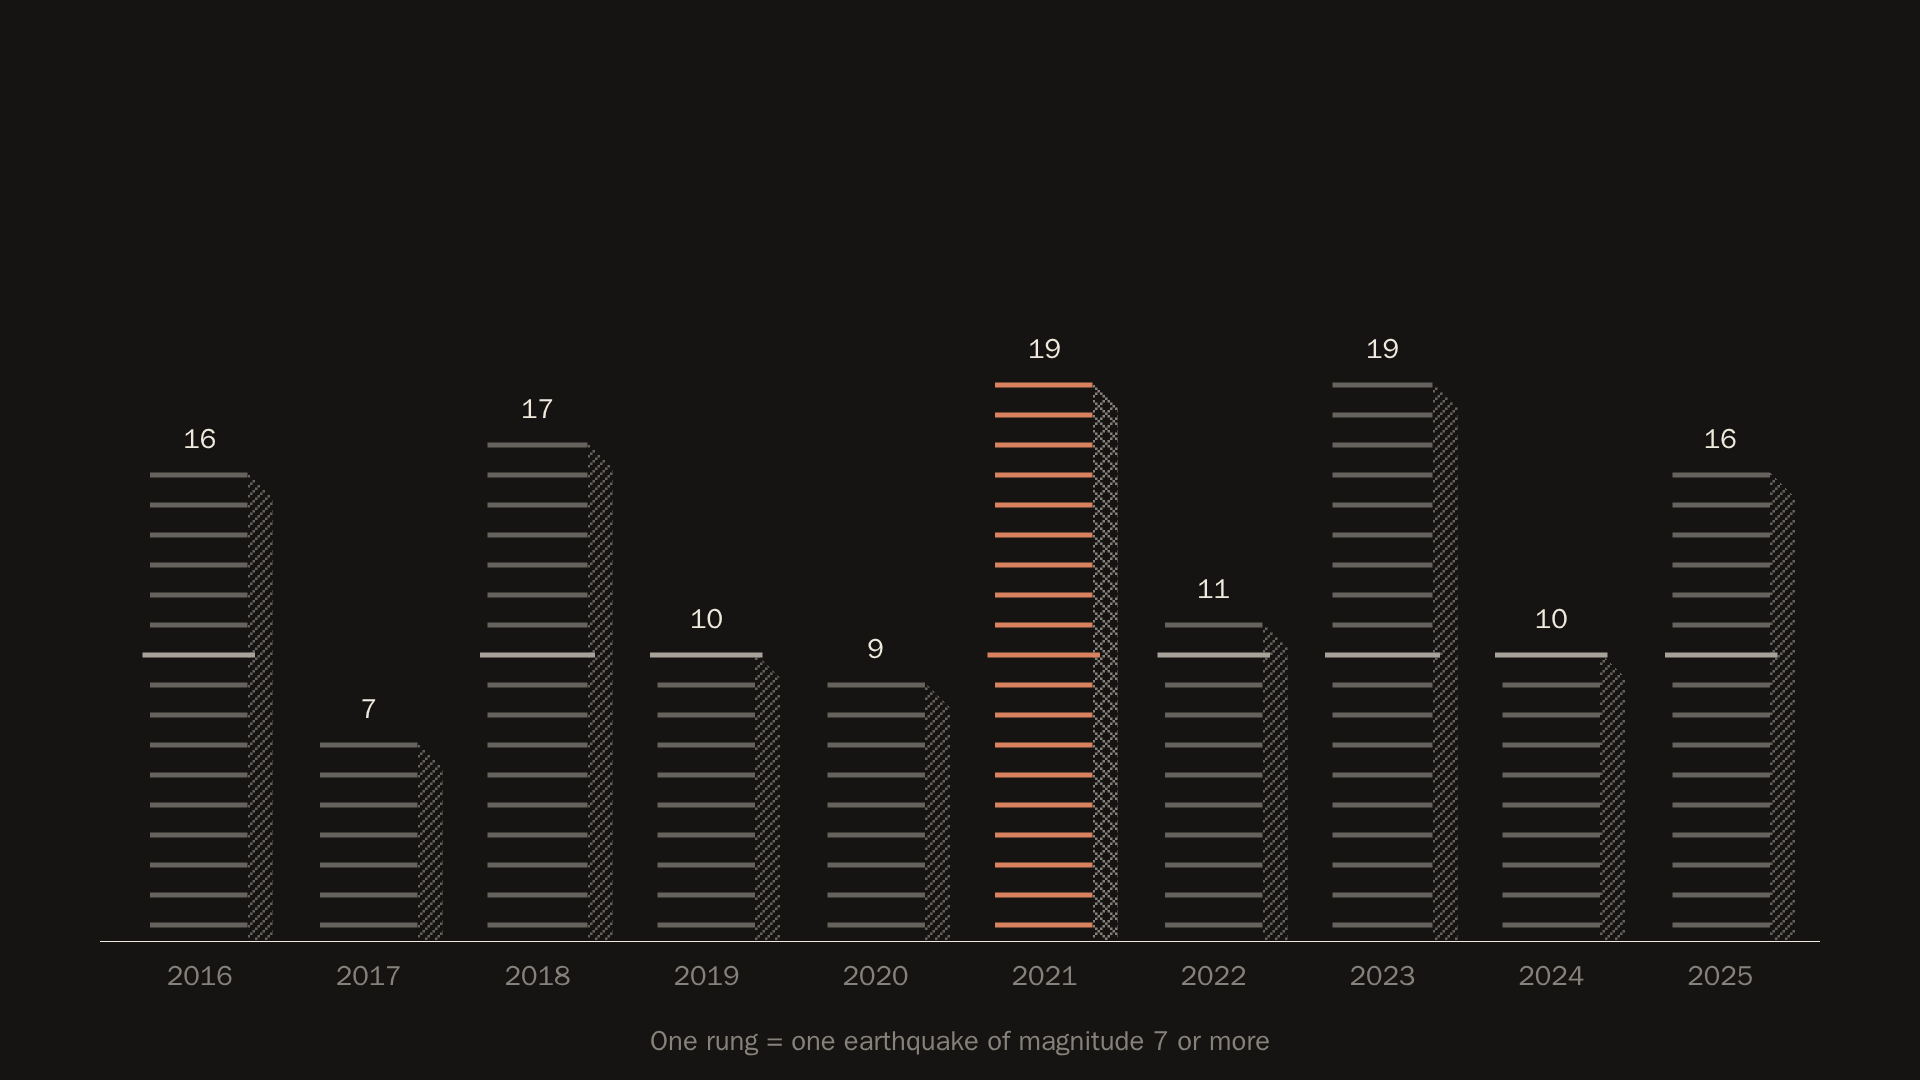 16 7 17 10 9 19 11 19 10 16
2016 2017 2018 2019 2020 2021 2022 2023 2024 2025
One rung = one earthquake of magnitude 7 or more